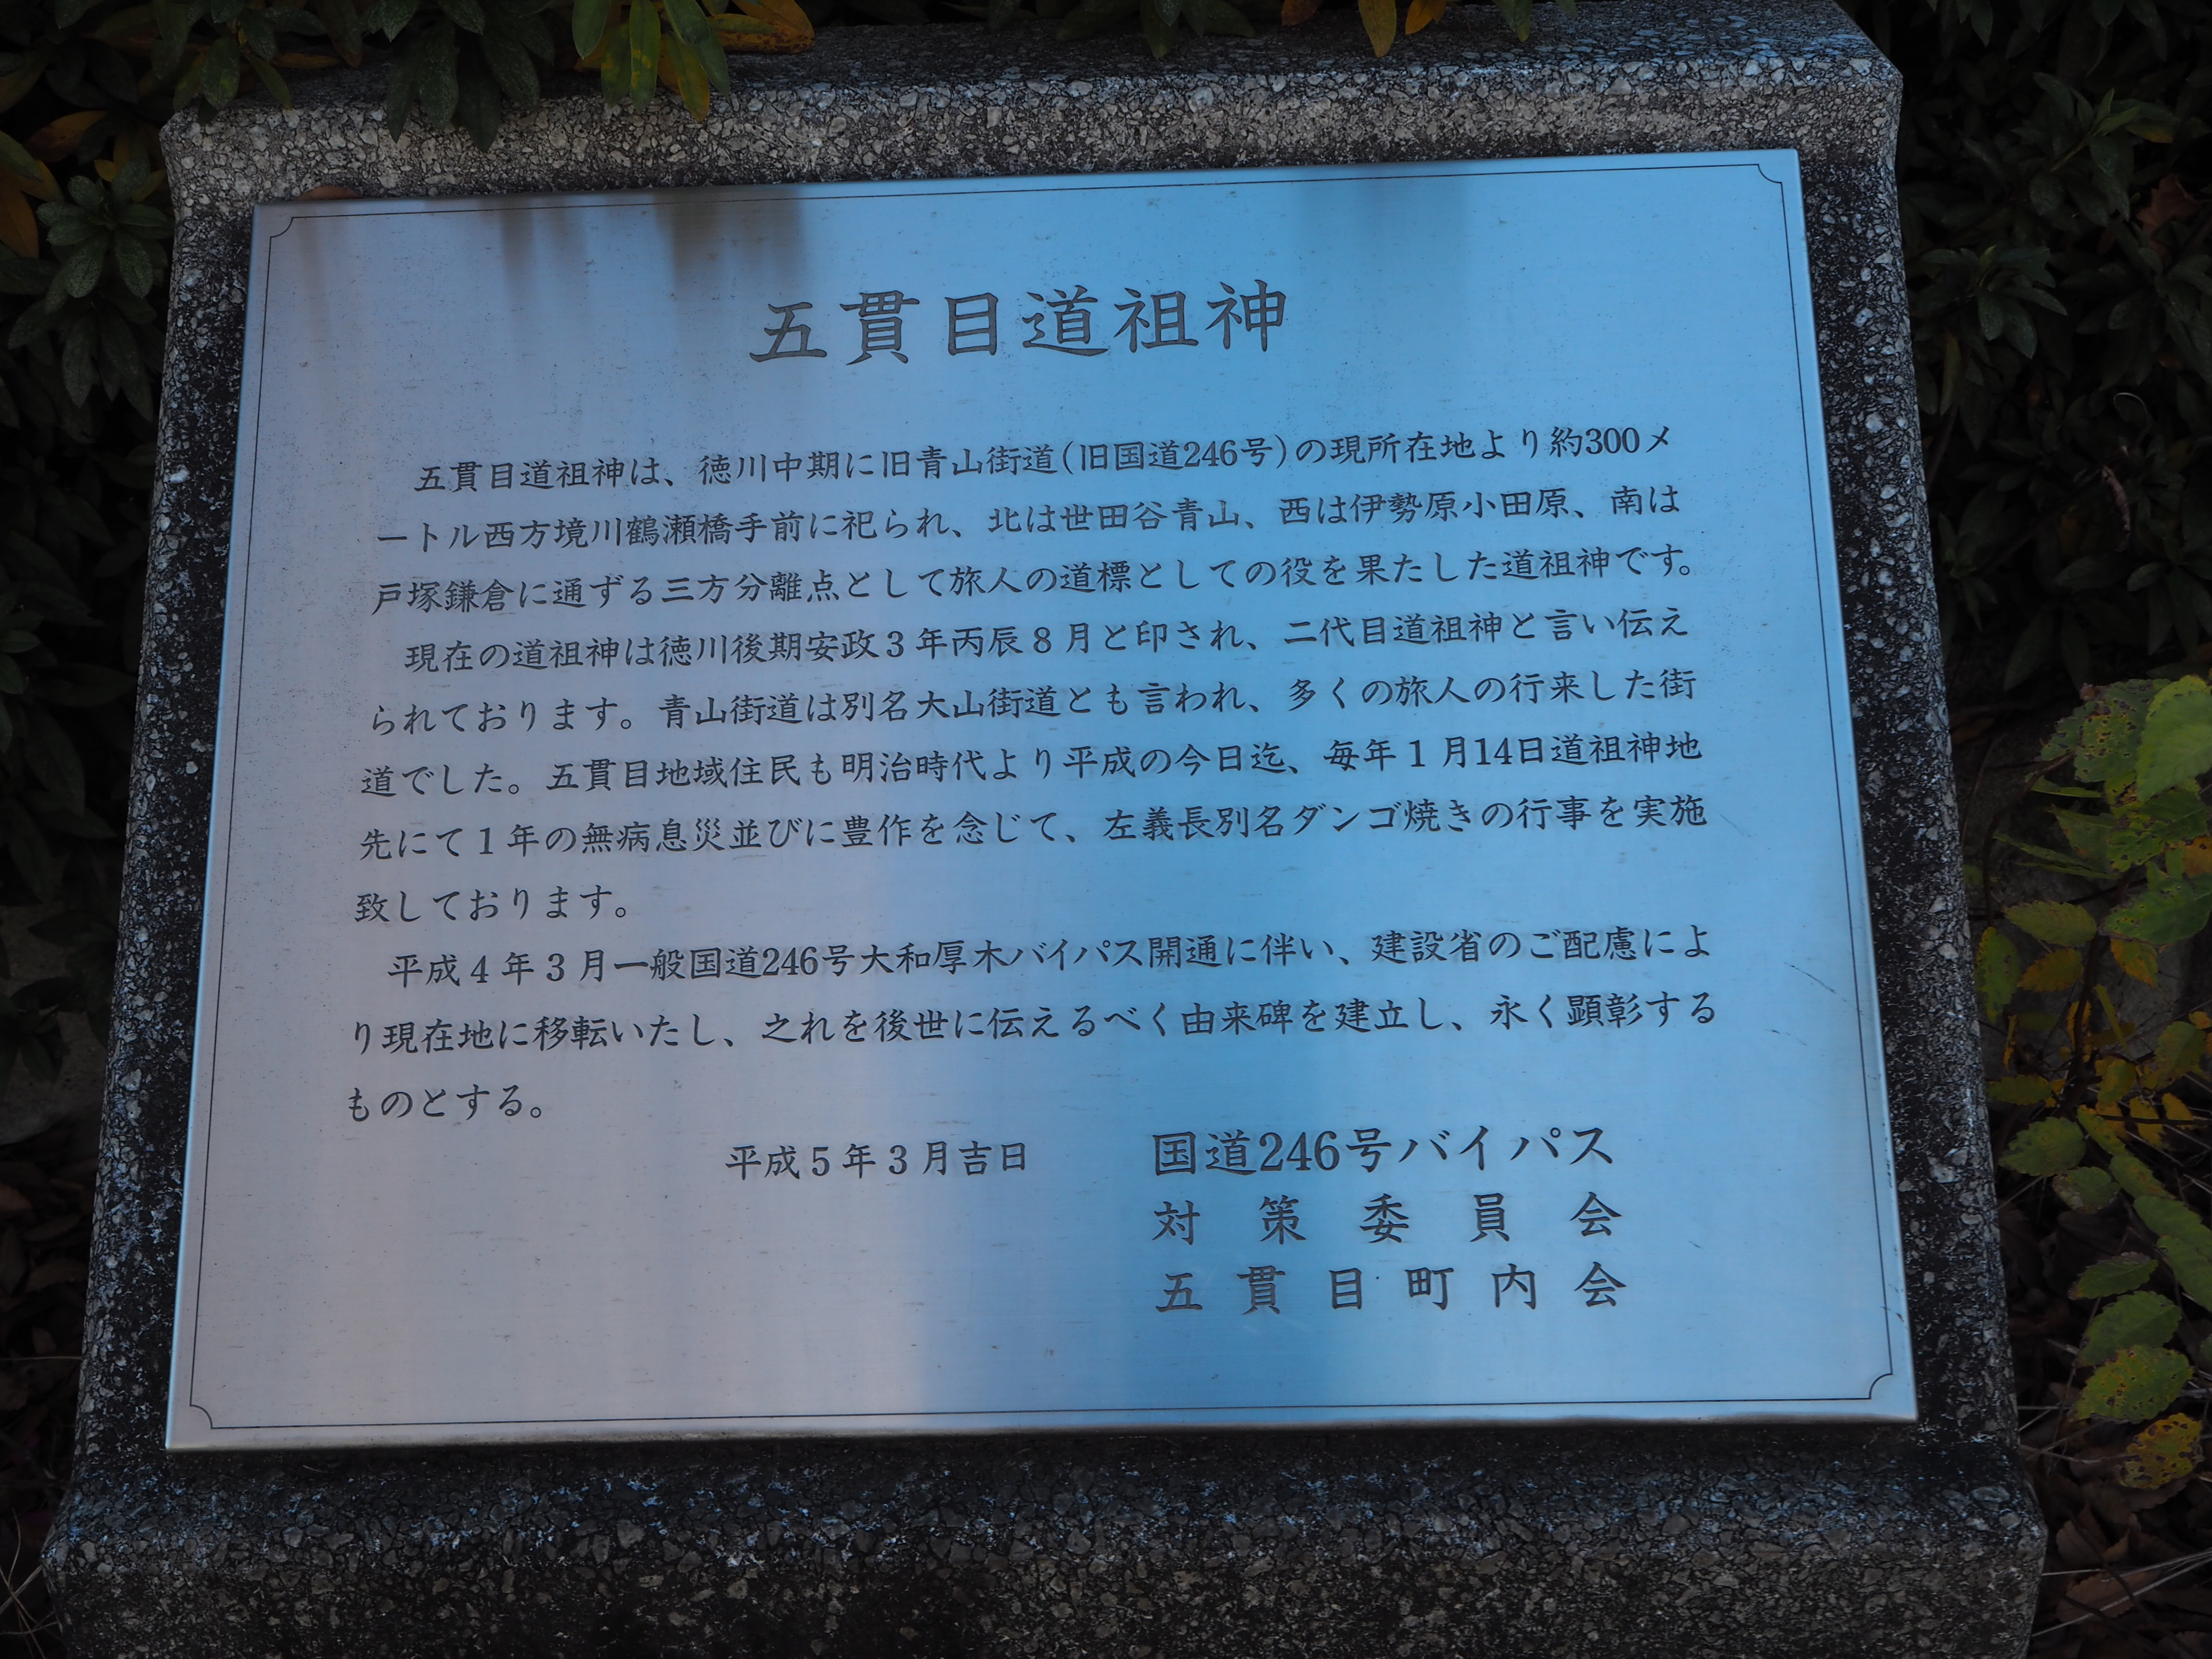 五貫目道祖神
五貫目道祖神は、徳川中期に旧青山街道(旧国道246号)の現所在地より約300メ
ートル西方境川鶴瀬橋手前に祀られ、北は世田谷青山、西は伊勢原小田原、南は
戸塚鎌倉に通ずる三方分離点として旅人の道標としての役を果たした道祖神です。
現在の道祖神は徳川後期安政3年丙辰8月と印され、二代目道祖神と言い伝え
られております。青山街道は別名大山街道とも言われ、多くの旅人の行来した街
道でした。五貫目地域住民も明治時代より平成の今日迄、毎年1月14日道祖神地
先にて1年の無病息災並びに豊作を念じて、左義長別名ダンゴ焼きの行事を実施
致しております。
平成4年3月一般国道246号大和厚木バイパス開通に伴い、建設省のご配慮によ
り現在地に移転いたし、之れを後世に伝えるべく由来碑を建立し、永く顕彰する
ものとする。
平成5年3月吉日 国道246号バイパス
対策委員会
五貫目町内会